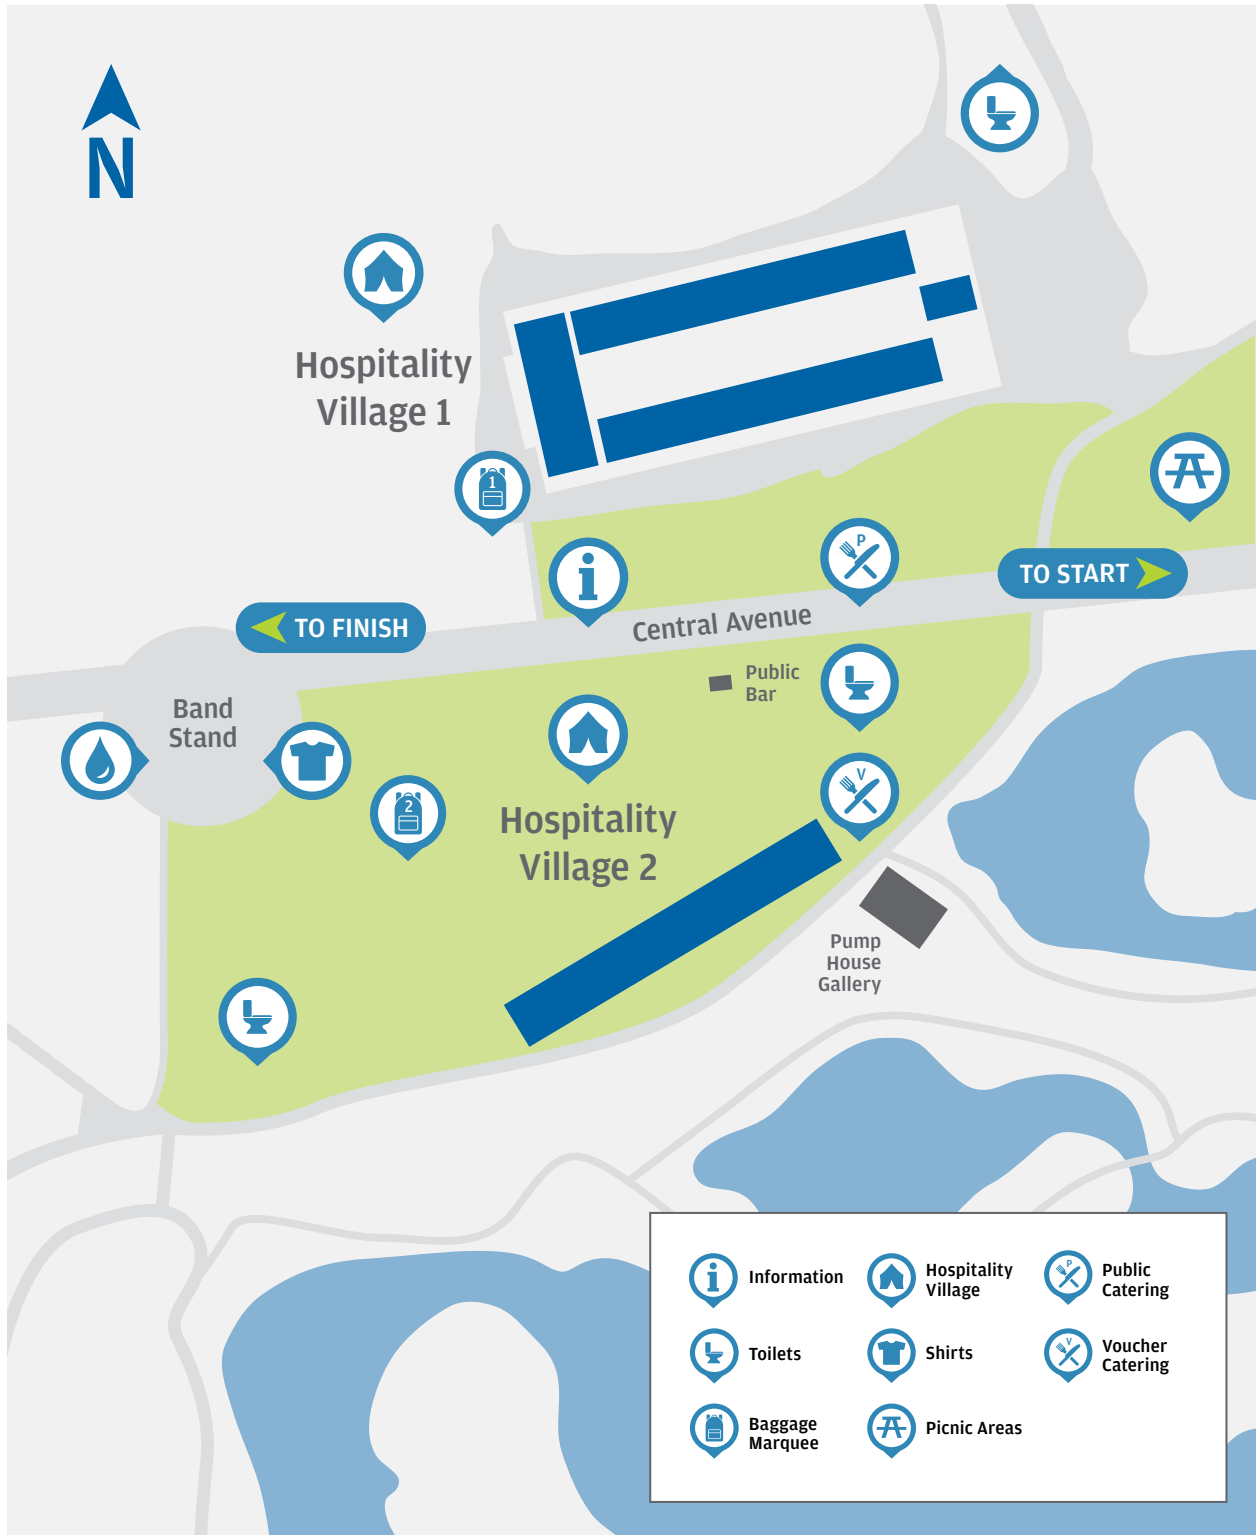 N
Hospitality
Village 1
1
i
P
TO START
TO FINISH
Central Avenue
Public
Bar
Band
Stand
2
V
Hospitality
Village 2
Pump
House
Gallery
i
Information
Hospitality
Village
P
Public
Catering
Toilets
Shirts
V
Voucher
Catering
Baggage
Marquee
Picnic Areas